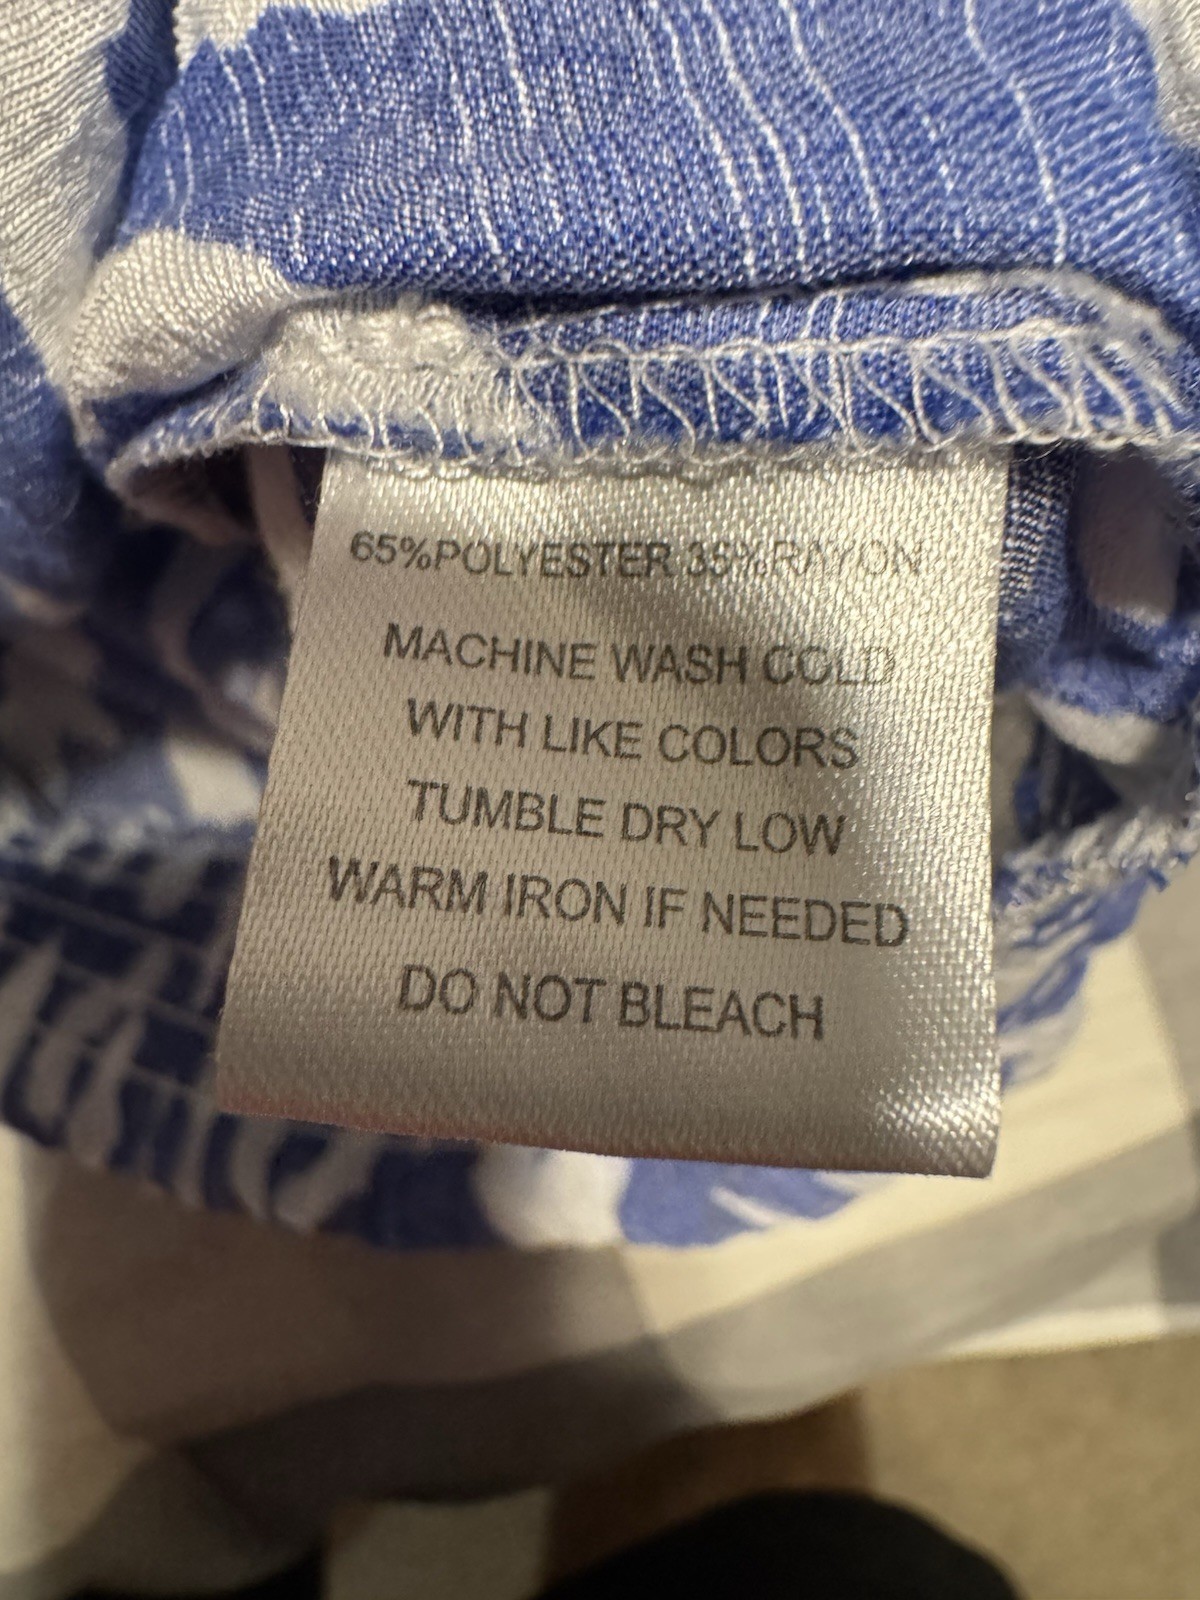 65%POLYESTER 35%RAYON
MACHINE WASH COLD
WITH LIKE COLORS
TUMBLE DRY LOW
WARM IRON IF NEEDED
DO NOT BLEACH